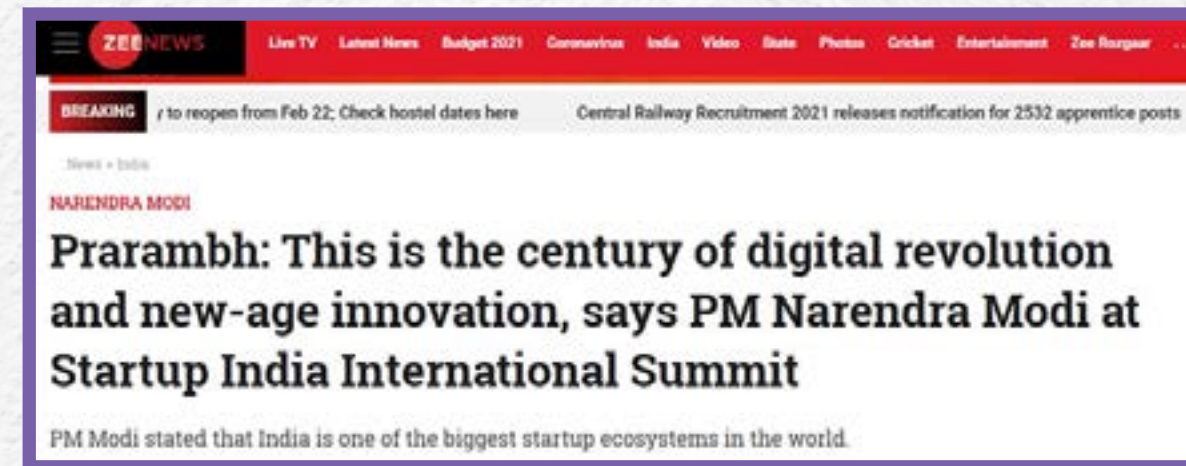 ZEENEWS
Live TV Latest News Budget 2021 Coronavirus India Video State Photos Cricket Entertainment Zee Rozgaar ...
BREAKING y to reopen from Feb 22; Check hostel dates here Central Railway Recruitment 2021 releases notification for 2532 apprentice posts
News > India
NARENDRA MODI
Prarambh: This is the century of digital revolution
and new-age innovation, says PM Narendra Modi at
Startup India International Summit
PM Modi stated that India is one of the biggest startup ecosystems in the world.